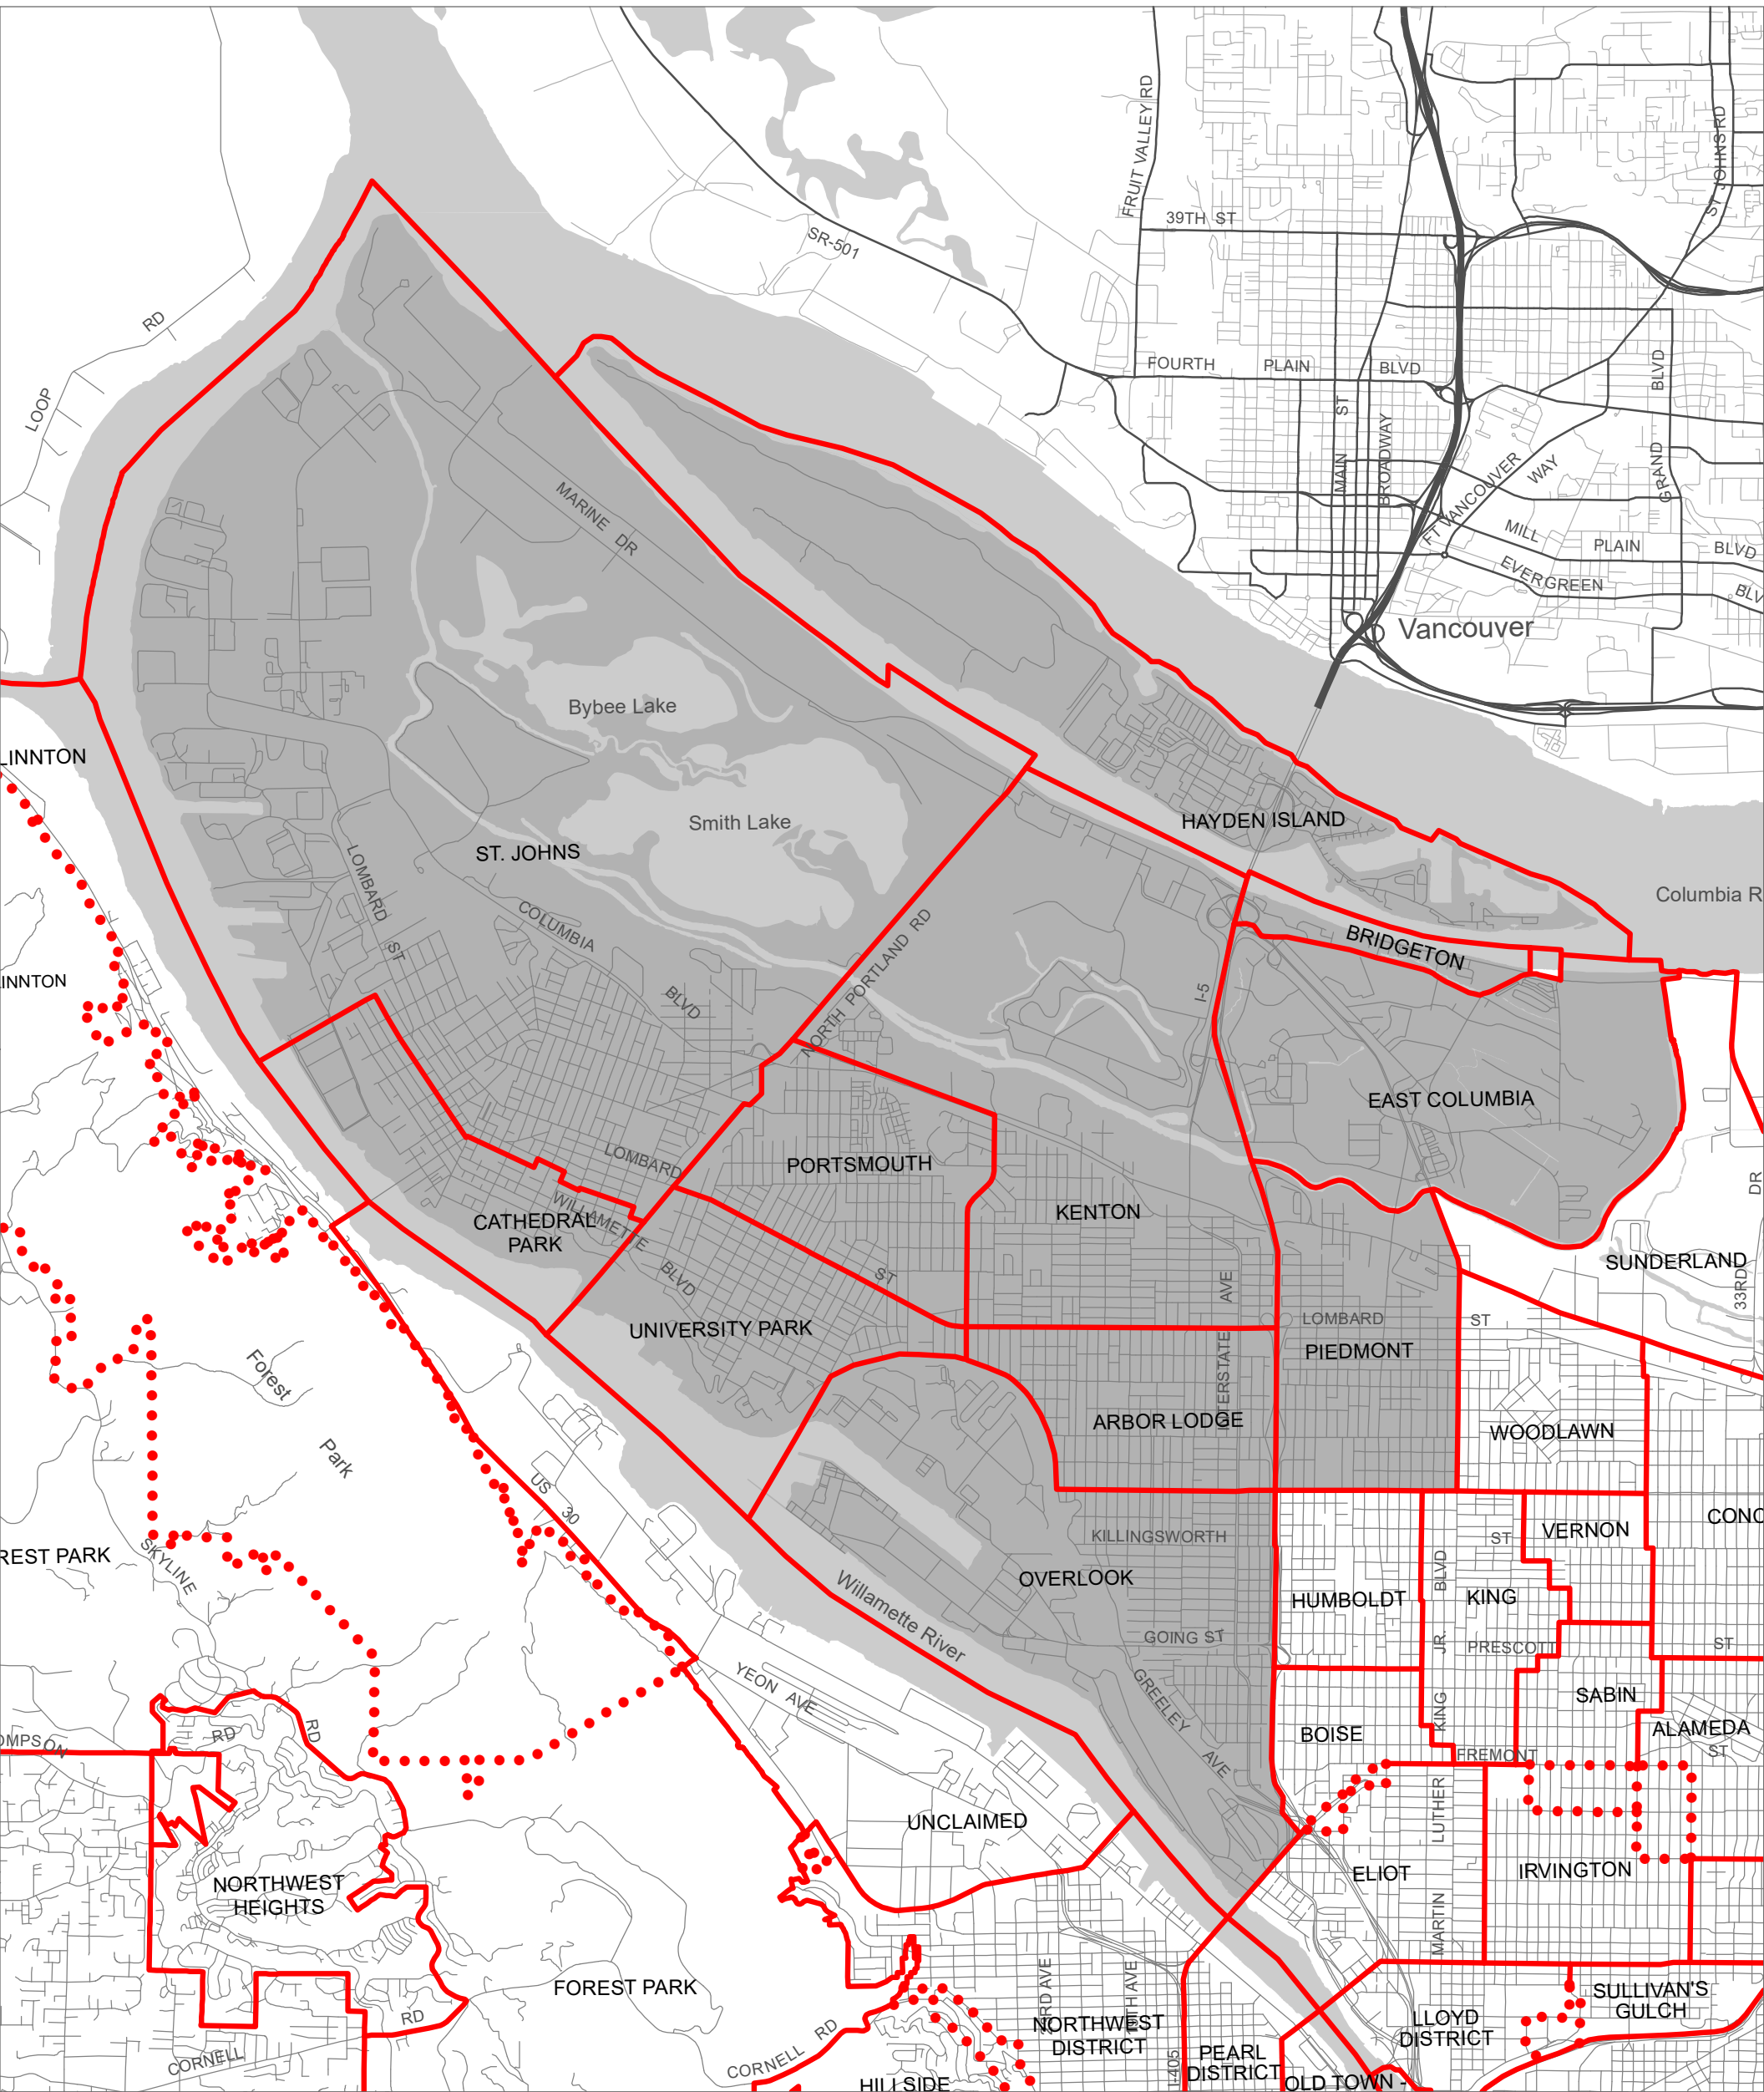 FRUIT VALLEY RD
ST JOHNS RD
39TH ST
SR-501
RD
LOOP
FOURTH PLAIN BLVD
BLVD
MAIN ST
BROADWAY
GRAND
FT VANCOUVER WAY
MARINE DR
MILL PLAIN BLVD
EVERGREEN BLV
Vancouver
Bybee Lake
LINNTON
Smith Lake
HAYDEN ISLAND
ST. JOHNS
LOMBARD ST
COLUMBIA BLVD
NORTH PORTLAND RD
Columbia R
BRIDGETON
INNTON
I-5
EAST COLUMBIA
LOMBARD
PORTSMOUTH
DR
WILLAMETTE BLVD
CATHEDRAL
PARK
KENTON
SUNDERLAND
33RD
ST
AVE
UNIVERSITY PARK
LOMBARD ST
PIEDMONT
Forest Park
INTERSTATE
ARBOR LODGE
WOODLAWN
US 30
CONC
KILLINGSWORTH ST
VERNON
REST PARK
SKYLINE
OVERLOOK
BLVD
HUMBOLDT
KING
Willamette River
GOING ST
JR.
PRESCOTT ST
YEON AVE
GREELEY AVE
KING
SABIN
RD
RD
BOISE
ALAMEDA
OMPSON
FREMONT ST
LUTHER
UNCLAIMED
NORTHWEST
HEIGHTS
ELIOT
IRVINGTON
MARTIN
FOREST PARK
SULLIVAN'S
GULCH
RD
RD
NORTHWEST
DISTRICT
LLOYD
DISTRICT
CORNELL
CORNELL
I-405
PEARL
DISTRICT
HILLSIDE
OLD TOWN -